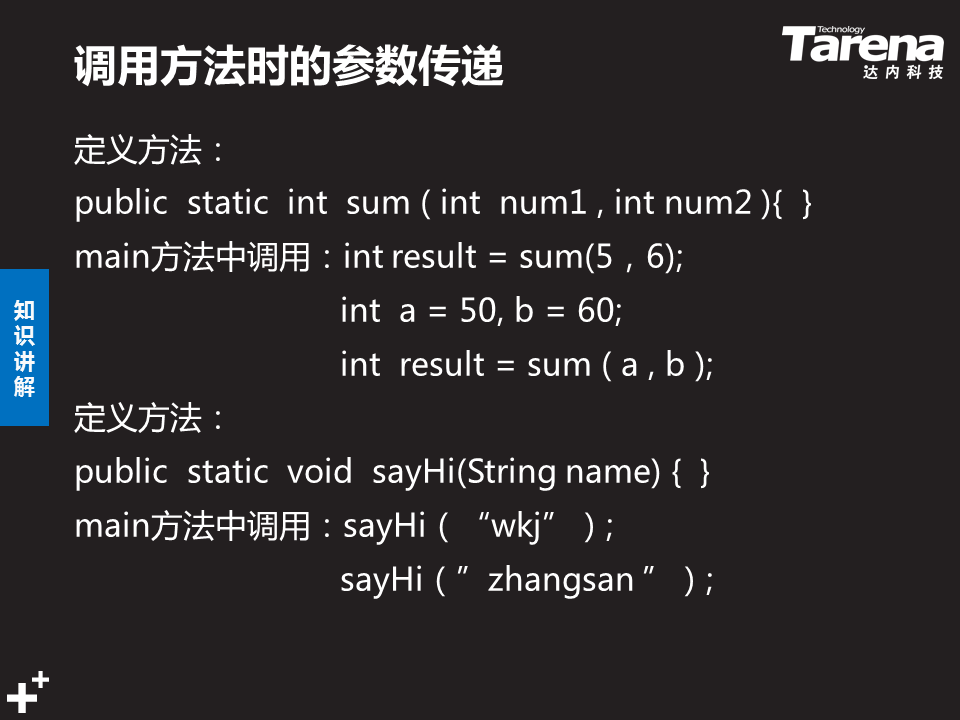 调用方法时的参数传递
Technology
Tarena
达内科技
定义方法：
public static int sum ( int num1 , int num2 ){ }
main方法中调用：int result = sum(5，6);
int a = 50, b = 60;
int result = sum ( a , b );
知识讲解
定义方法：
public static void sayHi(String name) { }
main方法中调用：sayHi（ “wkj” ）;
sayHi ( ” zhangsan ” ) ;